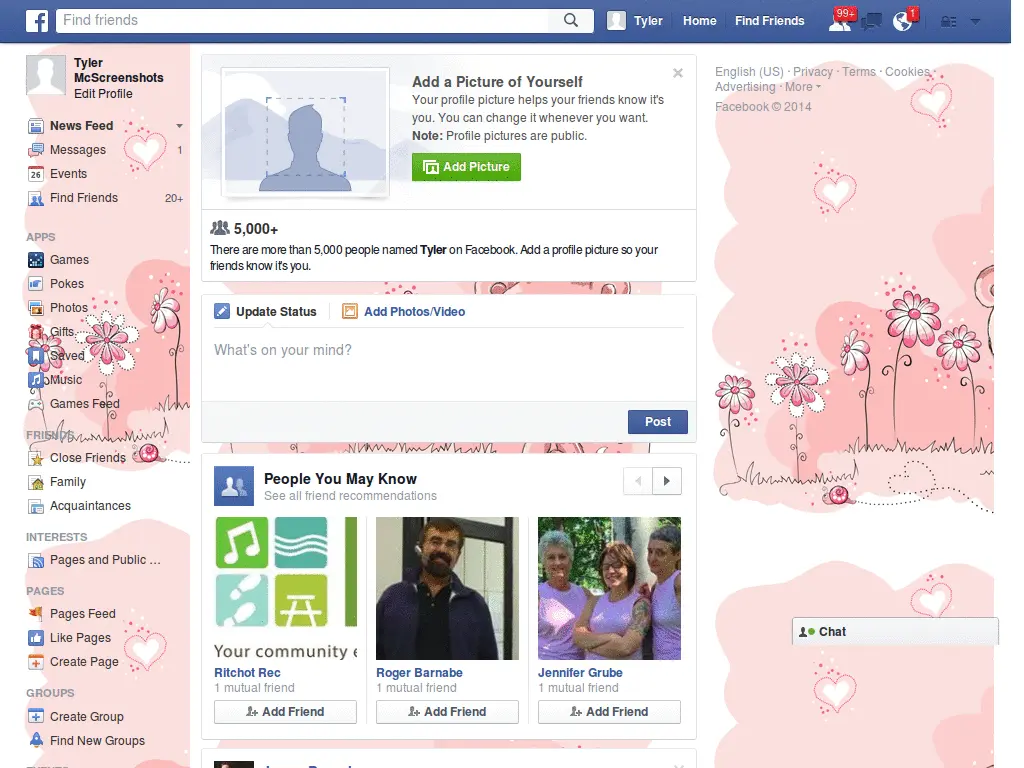 f
Find friends
Tyler
Home
Find Friends
99+
1
Tyler
McScreenshots
Edit Profile
News Feed
Messages 1
26 Events
Find Friends 20+
APPS
Games
Pokes
Photos
Gifts
Saved
Music
Games Feed
FRIENDS
Close Friends
Family
Acquaintances
INTERESTS
Pages and Public ...
PAGES
Pages Feed
Like Pages
Create Page
GROUPS
Create Group
Find New Groups
Add a Picture of Yourself
Your profile picture helps your friends know it's
you. You can change it whenever you want.
Note: Profile pictures are public.
Add Picture
5,000+
There are more than 5,000 people named Tyler on Facebook. Add a profile picture so your
friends know it's you.
Update Status
Add Photos/Video
What's on your mind?
Post
People You May Know
See all friend recommendations
Your community e
Ritchot Rec
1 mutual friend
Add Friend
Roger Barnabe
1 mutual friend
Add Friend
Jennifer Grube
1 mutual friend
Add Friend
English (US) · Privacy · Terms · Cookies ·
Advertising · More
Facebook © 2014
Chat